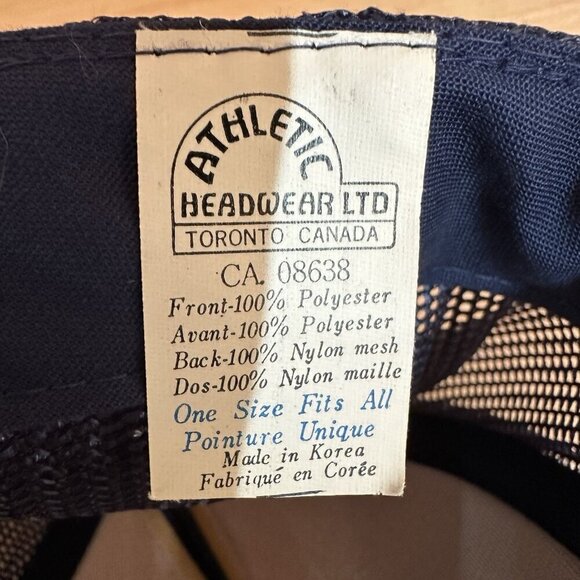 ATHLETIC
HEADWEAR LTD
TORONTO CANADA
CA. 08638
Front-100% Polyester
Avant-100% Polyester
Back-100% Nylon mesh
Dos-100% Nylon maille
One Size Fits All
Pointure Unique
Made in Korea
Fabriqué en Corée